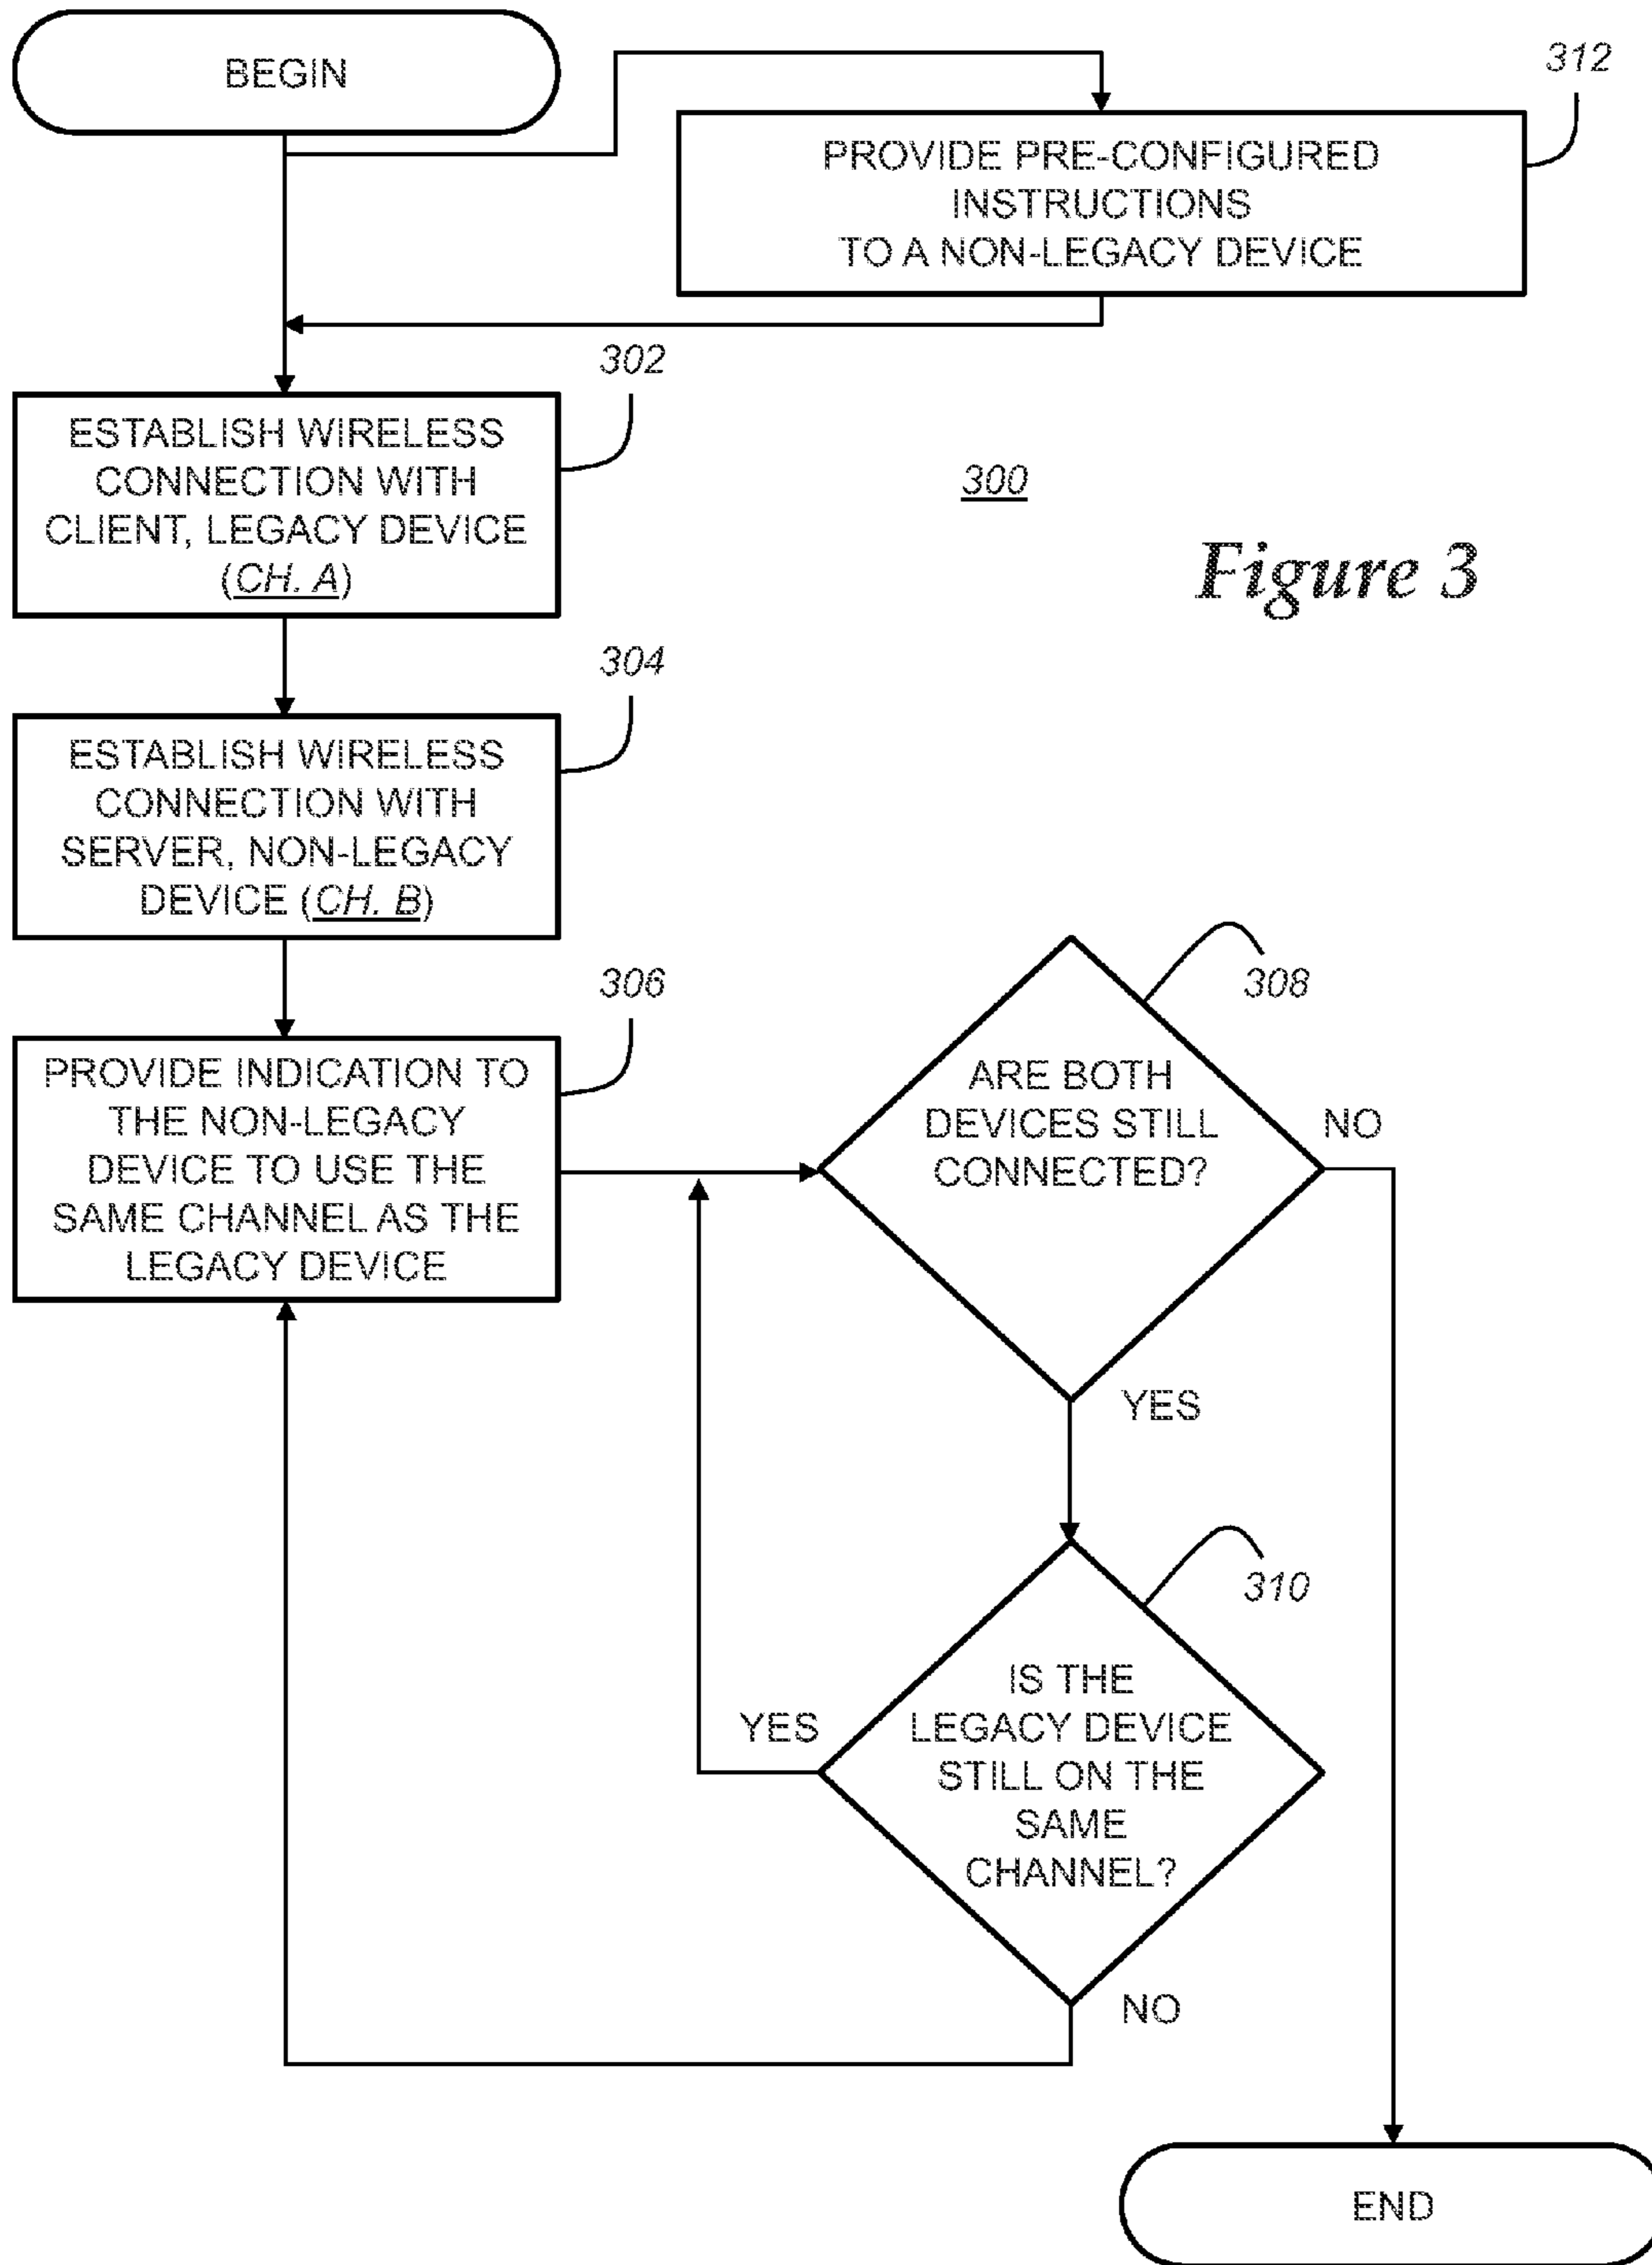 BEGIN
312
PROVIDE PRE-CONFIGURED
INSTRUCTIONS
TO A NON-LEGACY DEVICE
302
ESTABLISH WIRELESS
CONNECTION WITH
CLIENT, LEGACY DEVICE
(CH. A)
300
Figure 3
304
ESTABLISH WIRELESS
CONNECTION WITH
SERVER, NON-LEGACY
DEVICE (CH. B)
306
PROVIDE INDICATION TO
THE NON-LEGACY
DEVICE TO USE THE
SAME CHANNEL AS THE
LEGACY DEVICE
308
ARE BOTH
DEVICES STILL
CONNECTED?
NO
YES
310
IS THE
LEGACY DEVICE
STILL ON THE
SAME
CHANNEL?
YES
NO
END